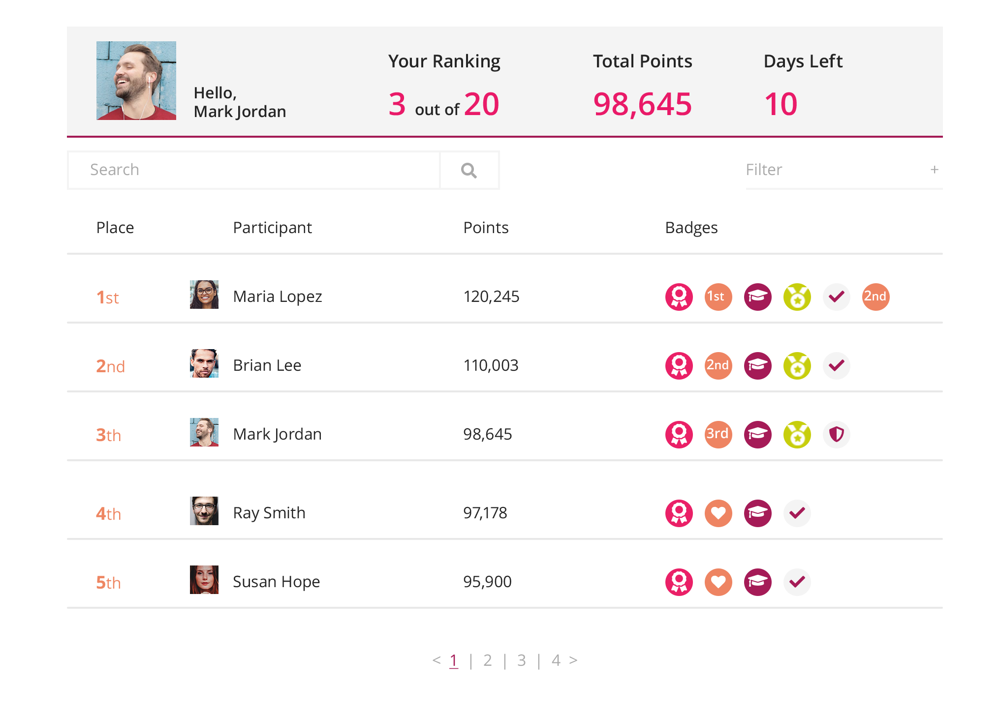 Your Ranking Total Points Days Left
Hello,
Mark Jordan
3 out of 20 98,645 10
Search Filter +
Place Participant Points Badges
1st Maria Lopez 120,245 1st 2nd
2nd Brian Lee 110,003 2nd
3th Mark Jordan 98,645 3rd
4th Ray Smith 97,178
5th Susan Hope 95,900
< 1 | 2 | 3 | 4 >